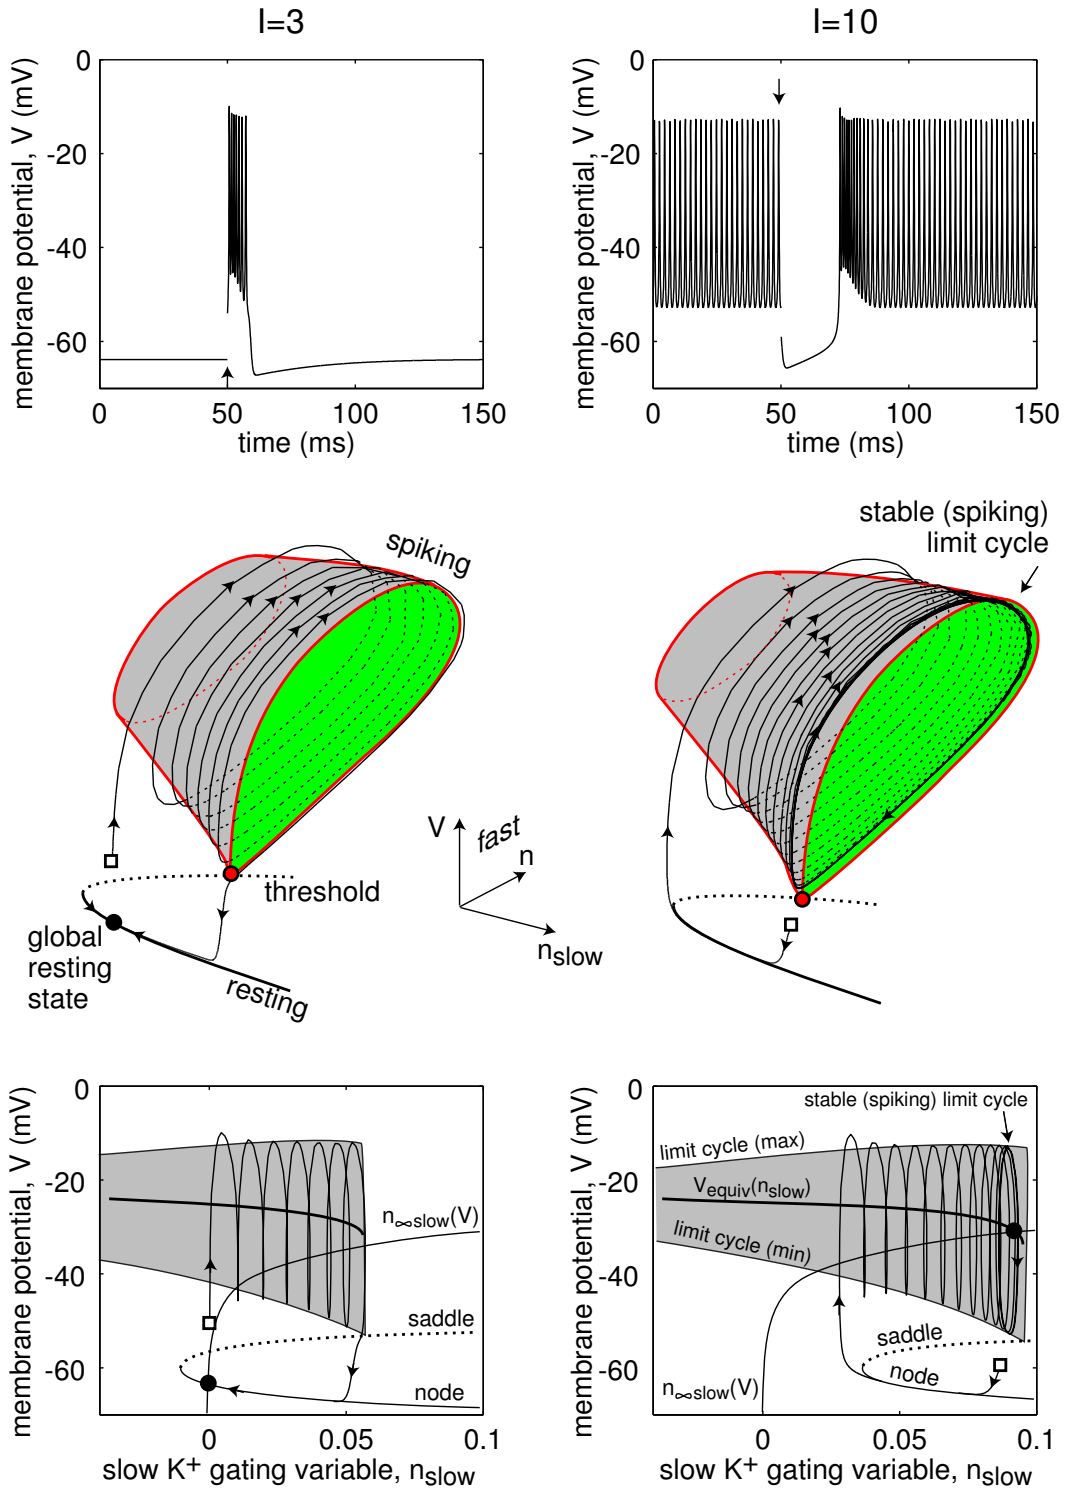 I=3
I=10
membrane potential, V (mV)
0
-20
-40
-60
0
50
100
150
time (ms)
membrane potential, V (mV)
0
-20
-40
-60
0
50
100
150
time (ms)
spiking
threshold
global
resting
state
resting
V
fast
n
nslow
stable (spiking)
limit cycle
membrane potential, V (mV)
0
-20
-40
-60
n∞slow(V)
saddle
node
0
0.05
0.1
slow K+ gating variable, nslow
membrane potential, V (mV)
0
-20
-40
-60
stable (spiking) limit cycle
limit cycle (max)
Vequiv(nslow)
limit cycle (min)
saddle
node
n∞slow(V)
0
0.05
0.1
slow K+ gating variable, nslow